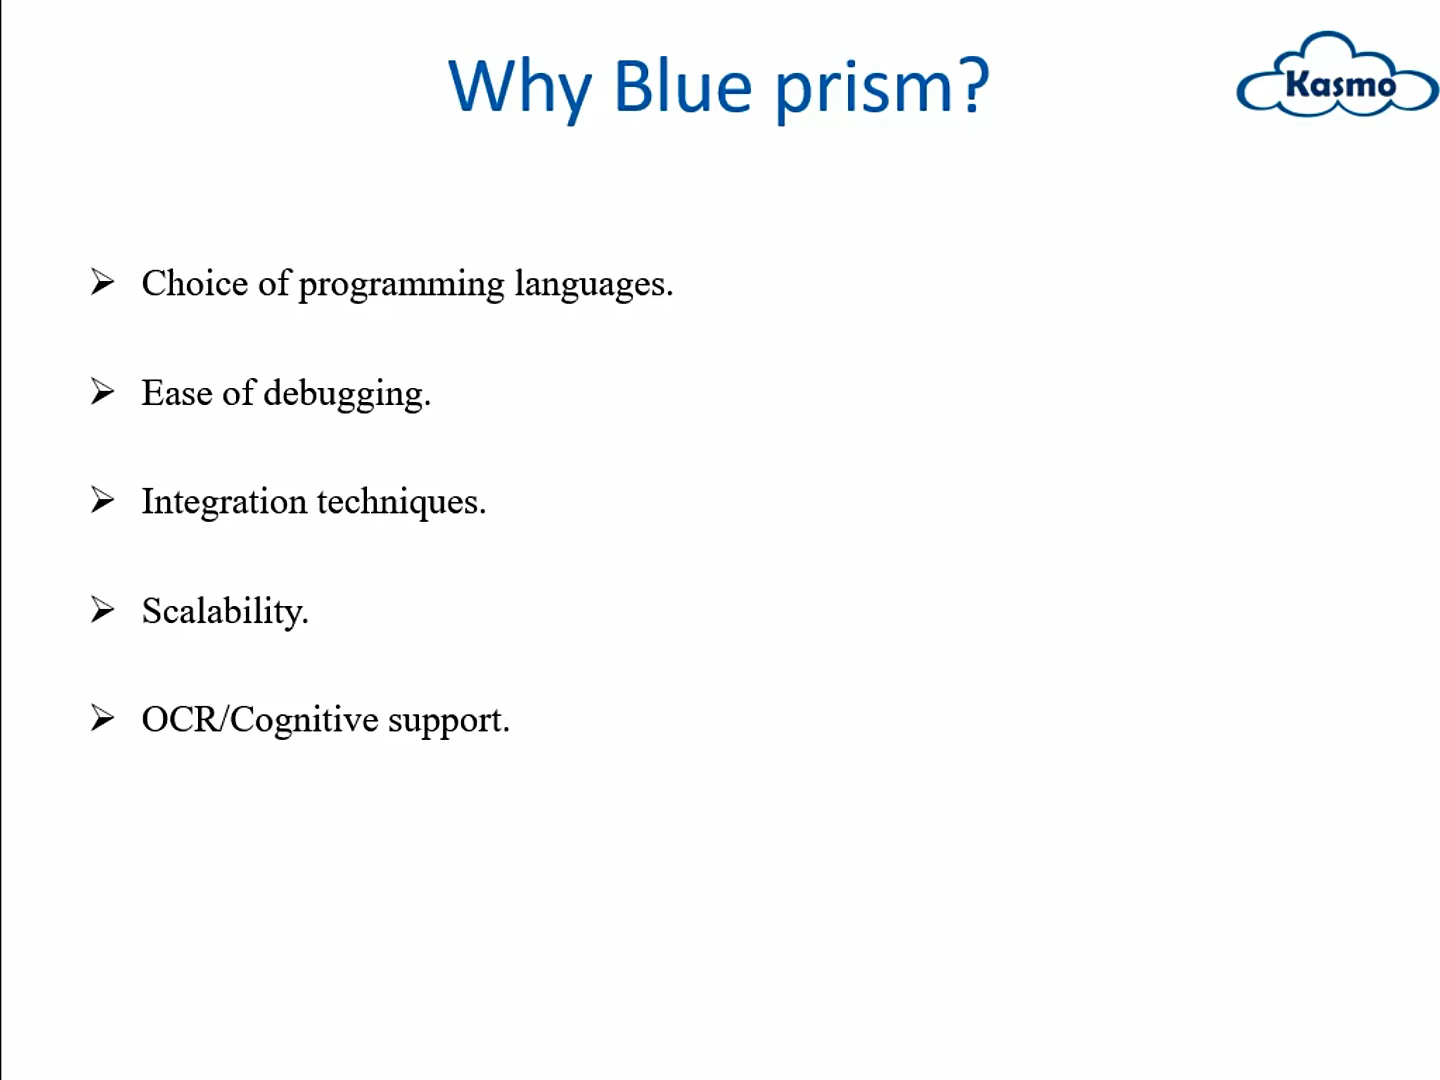 Why Blue prism?
Kasmo
Choice of programming languages.
Ease of debugging.
Integration techniques.
Scalability.
OCR/Cognitive support.